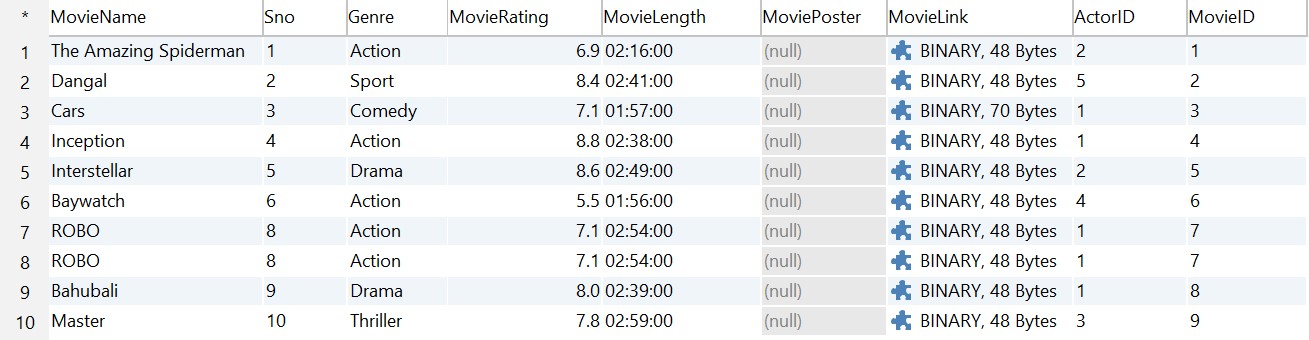 * MovieName Sno Genre MovieRating MovieLength MoviePoster MovieLink ActorID MovieID
1 The Amazing Spiderman 1 Action 6.9 02:16:00 (null) BINARY, 48 Bytes 2 1
2 Dangal 2 Sport 8.4 02:41:00 (null) BINARY, 48 Bytes 5 2
3 Cars 3 Comedy 7.1 01:57:00 (null) BINARY, 70 Bytes 1 3
4 Inception 4 Action 8.8 02:38:00 (null) BINARY, 48 Bytes 1 4
5 Interstellar 5 Drama 8.6 02:49:00 (null) BINARY, 48 Bytes 2 5
6 Baywatch 6 Action 5.5 01:56:00 (null) BINARY, 48 Bytes 4 6
7 ROBO 8 Action 7.1 02:54:00 (null) BINARY, 48 Bytes 1 7
8 ROBO 8 Action 7.1 02:54:00 (null) BINARY, 48 Bytes 1 7
9 Bahubali 9 Drama 8.0 02:39:00 (null) BINARY, 48 Bytes 1 8
10 Master 10 Thriller 7.8 02:59:00 (null) BINARY, 48 Bytes 3 9